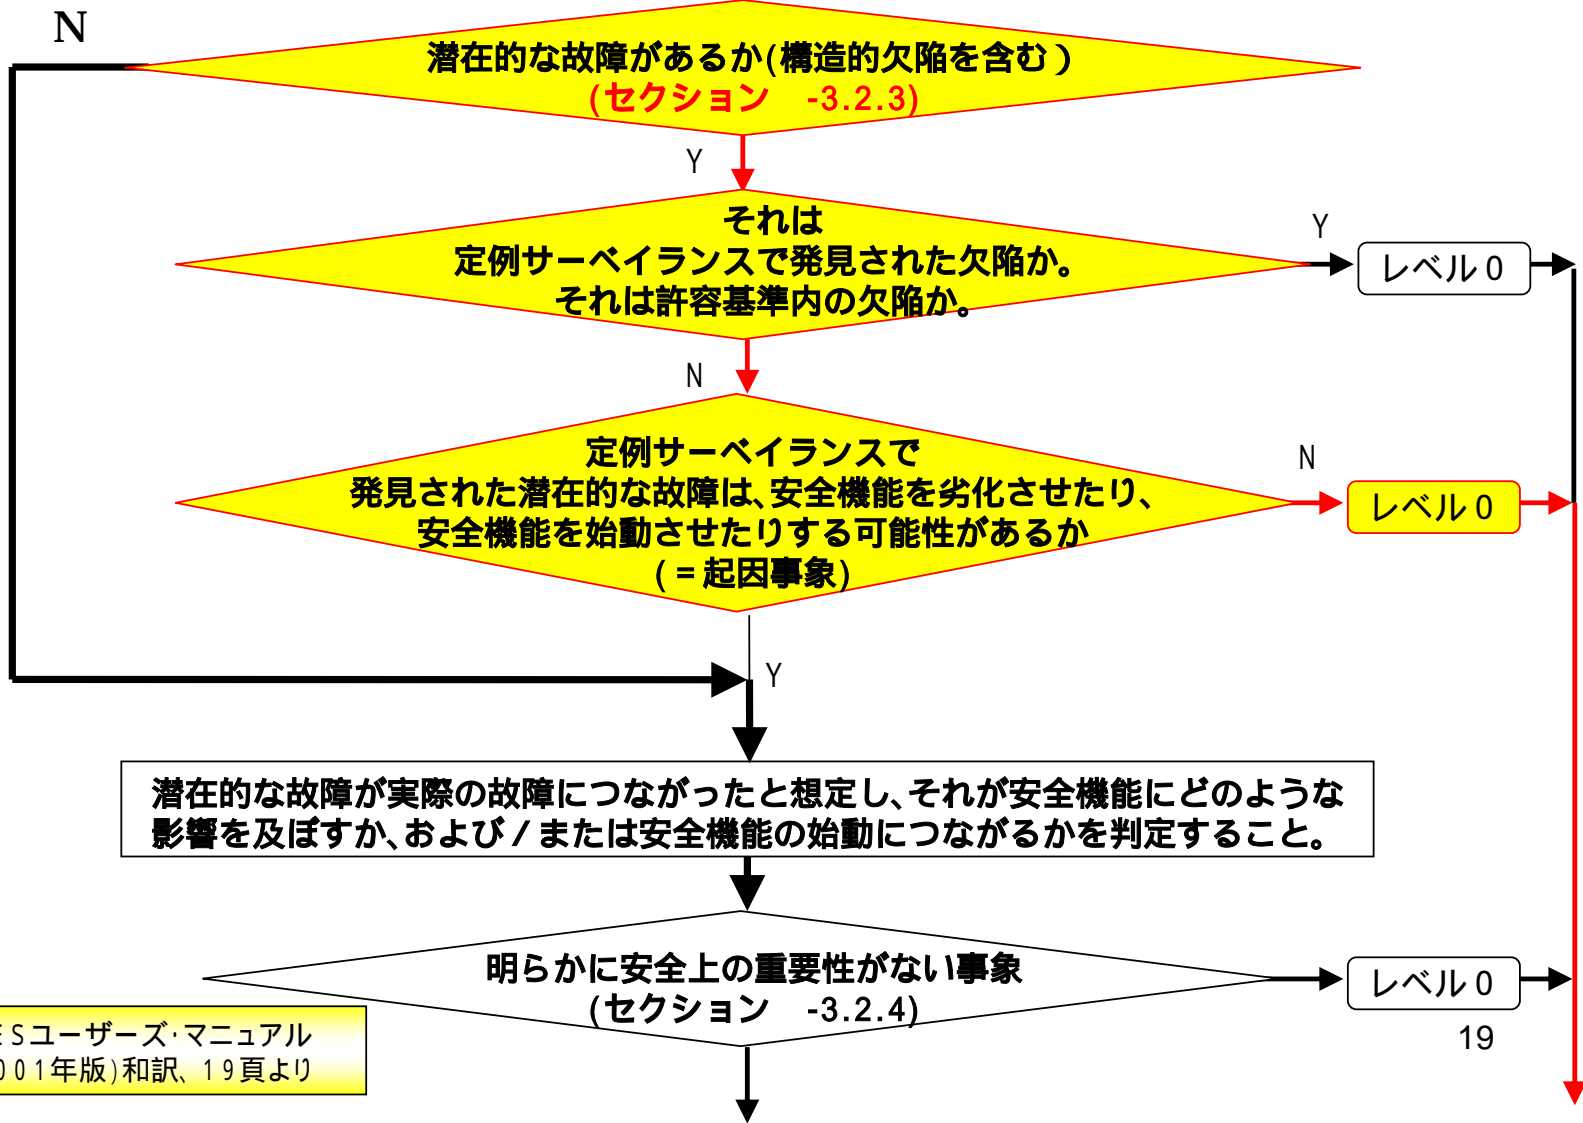 N
潜在的な故障があるか(構造的欠陥を含む)
(セクション -3.2.3)
Y
それは
定例サーベイランスで発見された欠陥か。
それは許容基準内の欠陥か。
Y
レベル0
N
定例サーベイランスで
発見された潜在的な故障は、安全機能を劣化させたり、
安全機能を始動させたりする可能性があるか
(=起因事象)
N
レベル0
Y
潜在的な故障が実際の故障につながったと想定し、それが安全機能にどのような
影響を及ぼすか、および/または安全機能の始動につながるかを判定すること。
明らかに安全上の重要性がない事象
(セクション -3.2.4)
レベル0
19
ESユーザーズ・マニュアル
001年版)和訳、19頁より